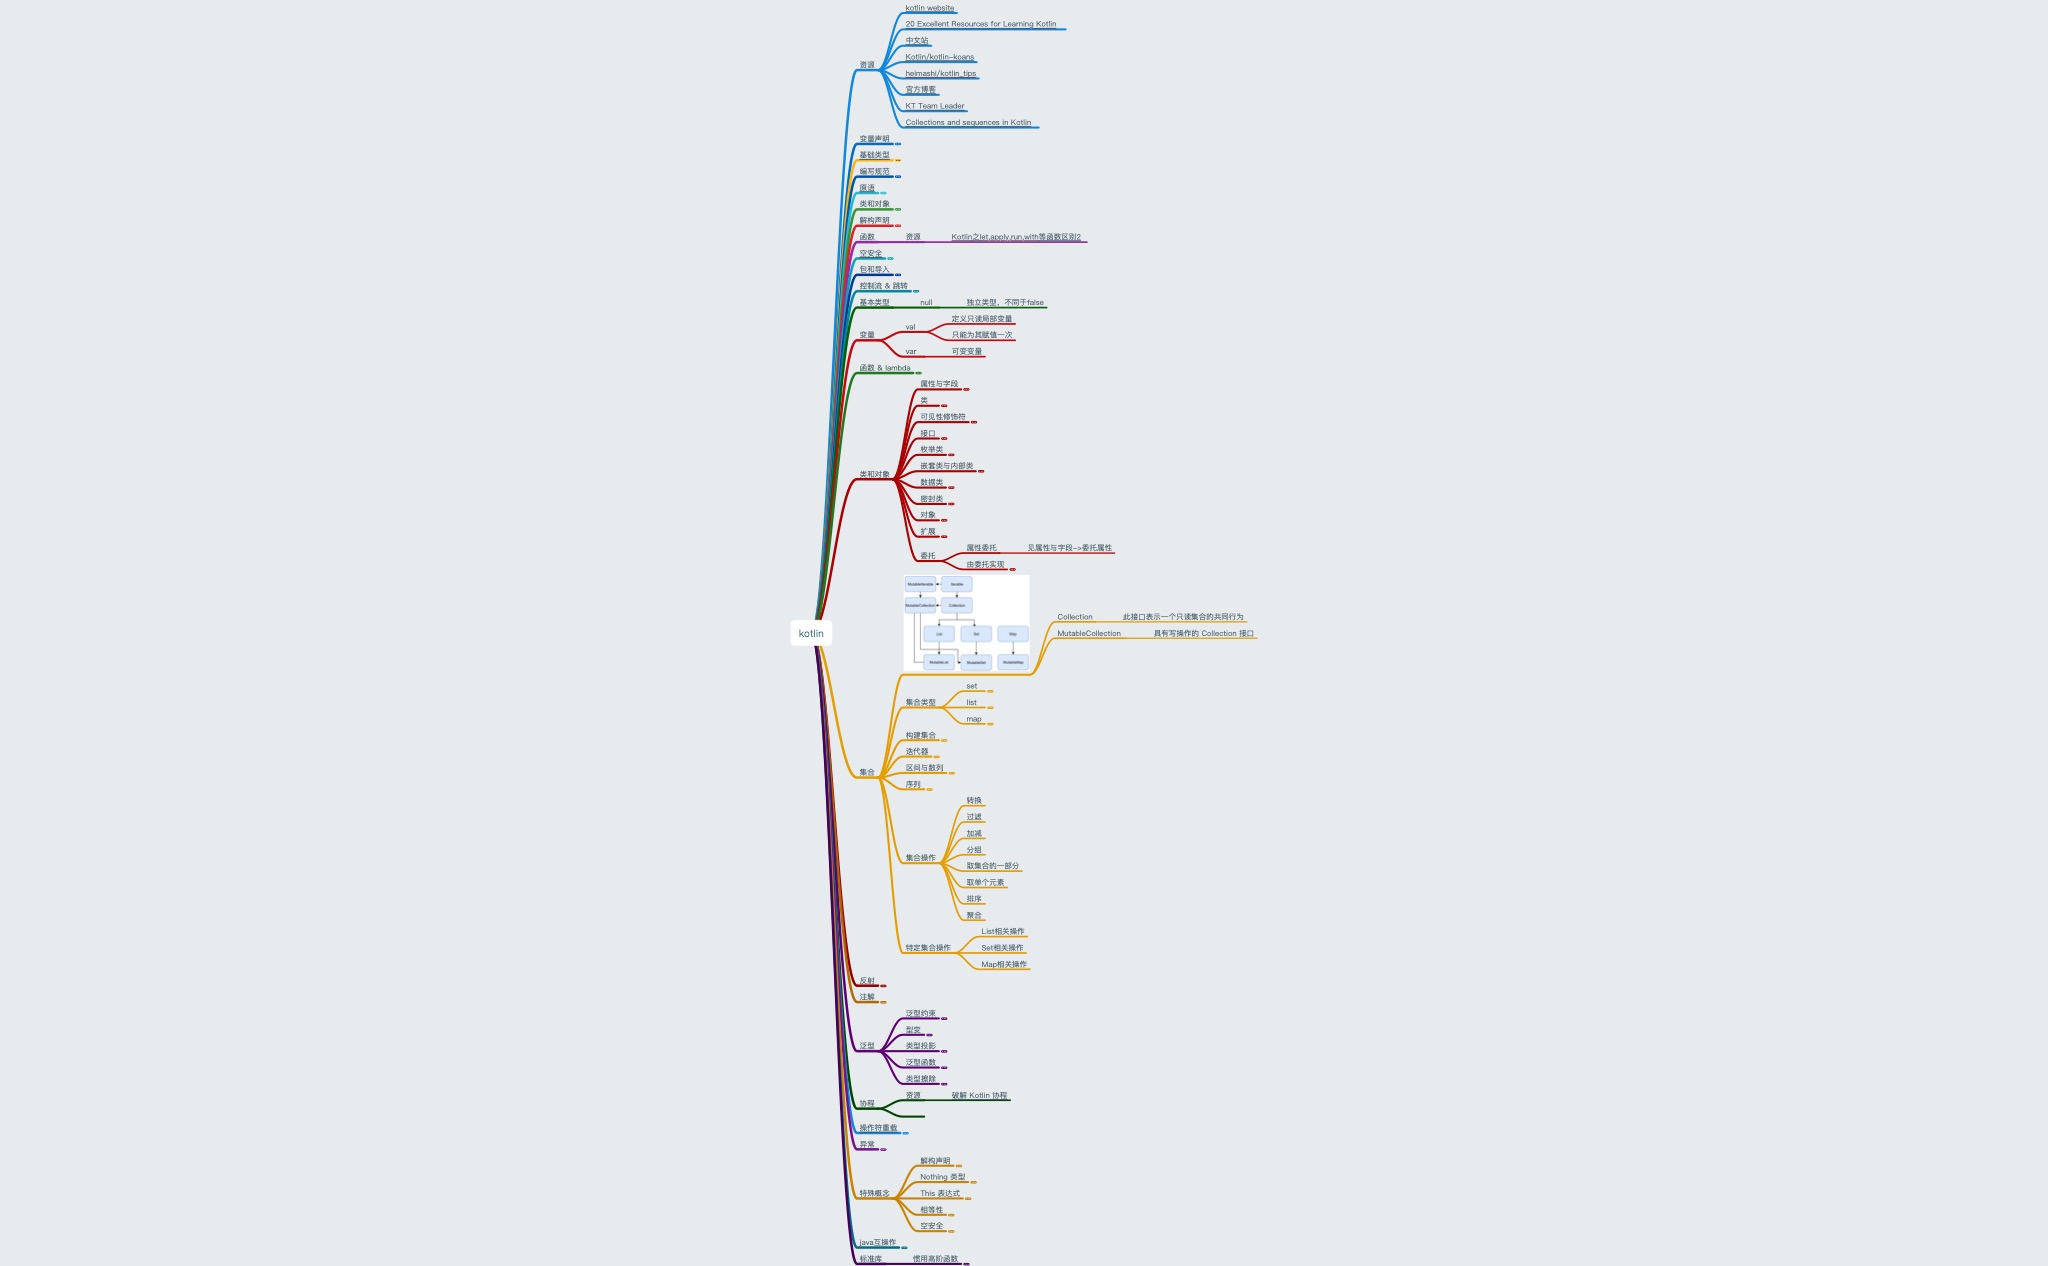 kotlin website
20 Excellent Resources for Learning Kotlin
中文站
Kotlin/kotlin-koans
heimashi/kotlin_tips
资源
官方博客
KT Team Leader
Collections and sequences in Kotlin
变量声明
基础类型
编写规范
原语
类和对象
解构声明
函数 资源 Kotlin之let,apply,run,with等函数区别2
空安全
包和导入
控制流 & 跳转
基本类型 null 独立类型，不同于false
变量
val
定义只读局部变量
只能为其赋值一次
var 可变变量
函数 & lambda
类和对象
属性与字段
类
可见性修饰符
接口
枚举类
嵌套类与内部类
数据类
密封类
对象
扩展
委托
属性委托 见属性与字段->委托属性
由委托实现
MutableIterable Iterable
MutableCollection Collection
List Set Map
MutableList MutableSet MutableMap
Collection 此接口表示一个只读集合的共同行为
MutableCollection 具有写操作的 Collection 接口
kotlin
集合
集合类型
set
list
map
构建集合
迭代器
区间与数列
序列
集合操作
转换
过滤
加减
分组
取集合的一部分
取单个元素
排序
聚合
特定集合操作
List相关操作
Set相关操作
Map相关操作
反射
注解
泛型
泛型约束
型变
类型投影
泛型函数
类型擦除
协程
资源 破解 Kotlin 协程
操作符重载
异常
特殊概念
解构声明
Nothing 类型
This 表达式
相等性
空安全
java互操作
标准库 惯用高阶函数